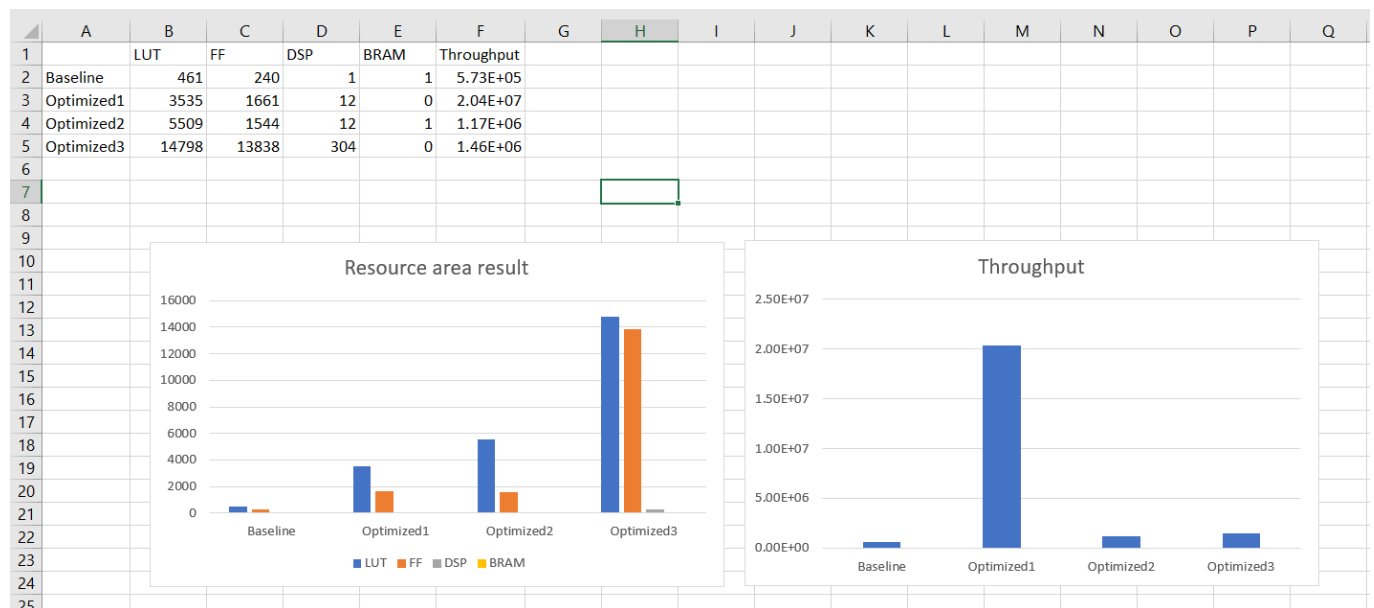 A B C D E F G H I J K L M N O P Q
1 LUT FF DSP BRAM Throughput
2 Baseline 461 240 1 1 5.73E+05
3 Optimized1 3535 1661 12 0 2.04E+07
4 Optimized2 5509 1544 12 1 1.17E+06
5 Optimized3 14798 13838 304 0 1.46E+06
6
7
8
9
10
11
12
13
14
15
16
17
18
19
20
21
22
23
24
25
Resource area result
16000
14000
12000
10000
8000
6000
4000
2000
0
Baseline Optimized1 Optimized2 Optimized3
LUT FF DSP BRAM
Throughput
2.50E+07
2.00E+07
1.50E+07
1.00E+07
5.00E+06
0.00E+00
Baseline Optimized1 Optimized2 Optimized3